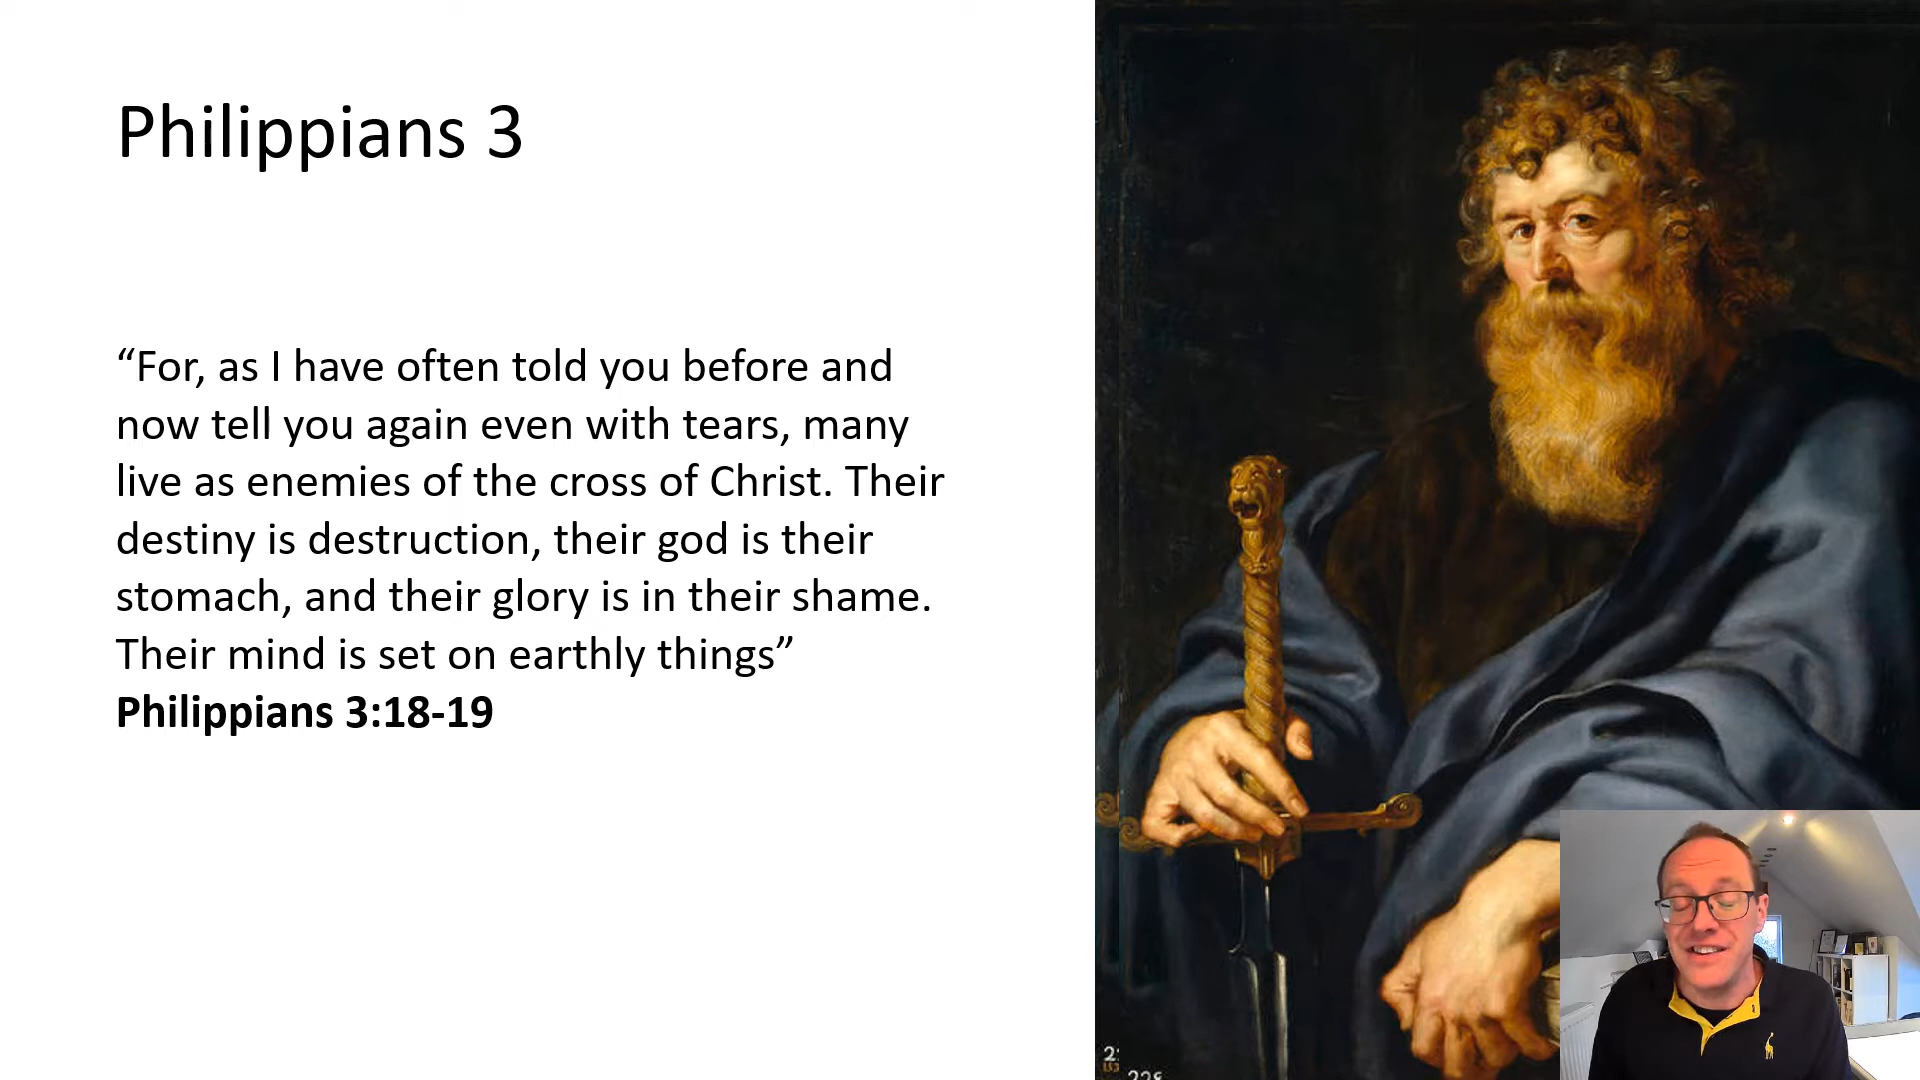 Philippians 3
“For, as I have often told you before and
now tell you again even with tears, many
live as enemies of the cross of Christ. Their
destiny is destruction, their god is their
stomach, and their glory is in their shame.
Their mind is set on earthly things”
Philippians 3:18-19